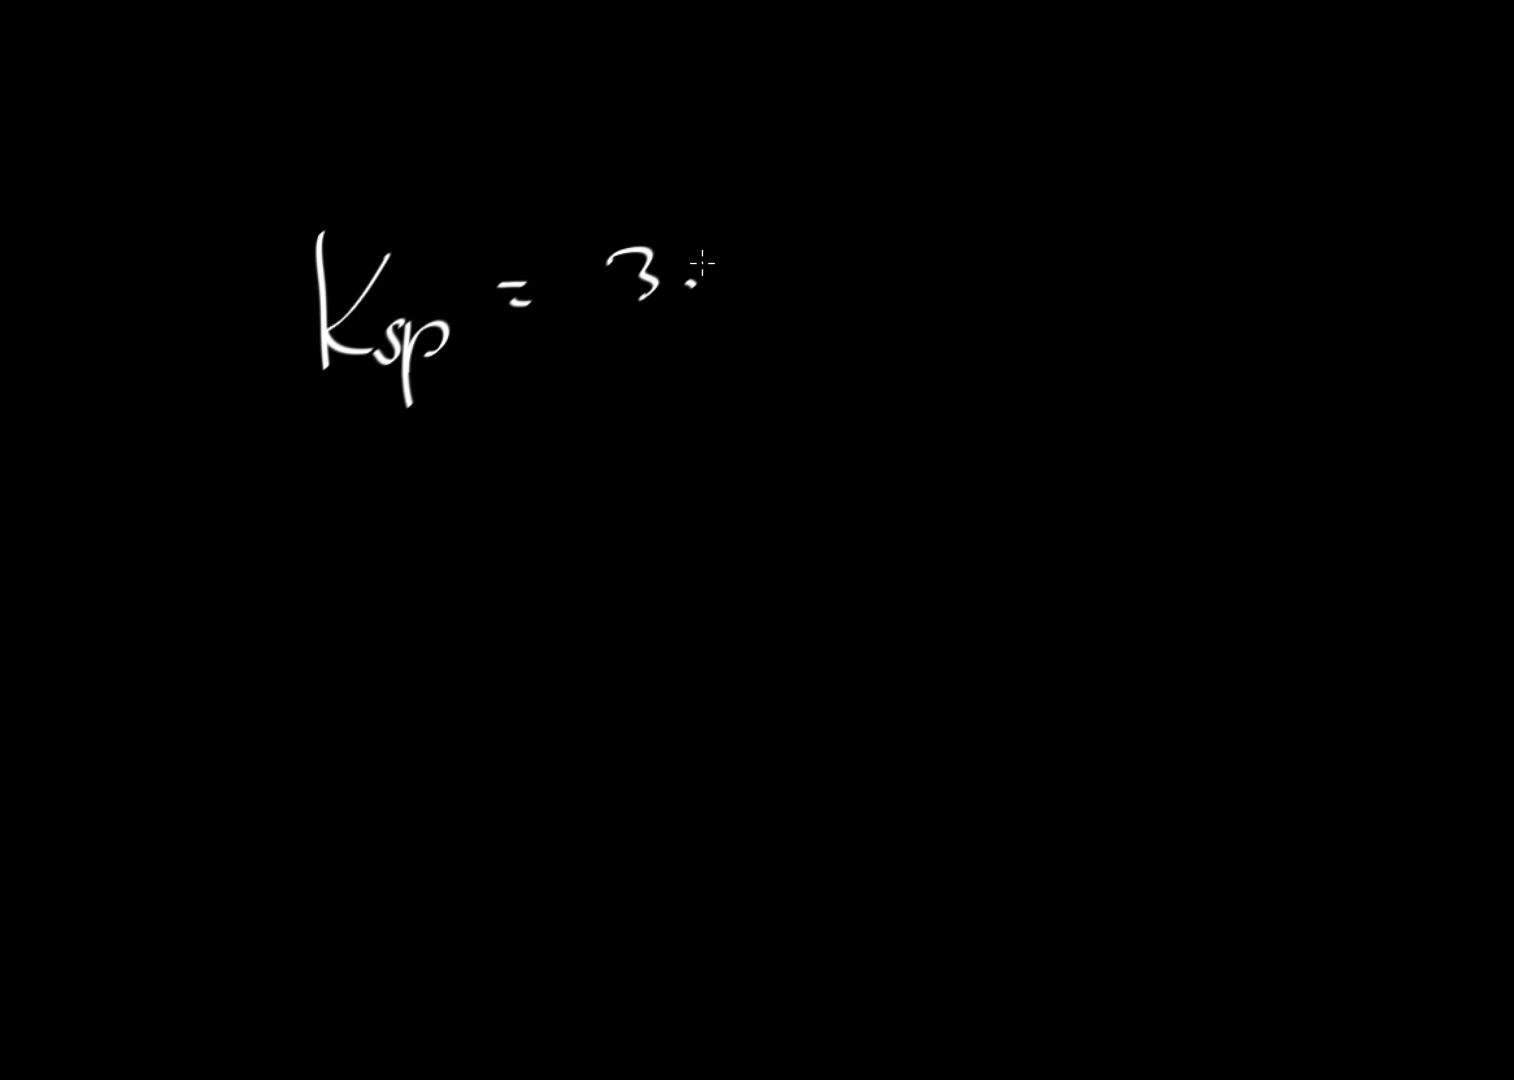 Ksp = 3.